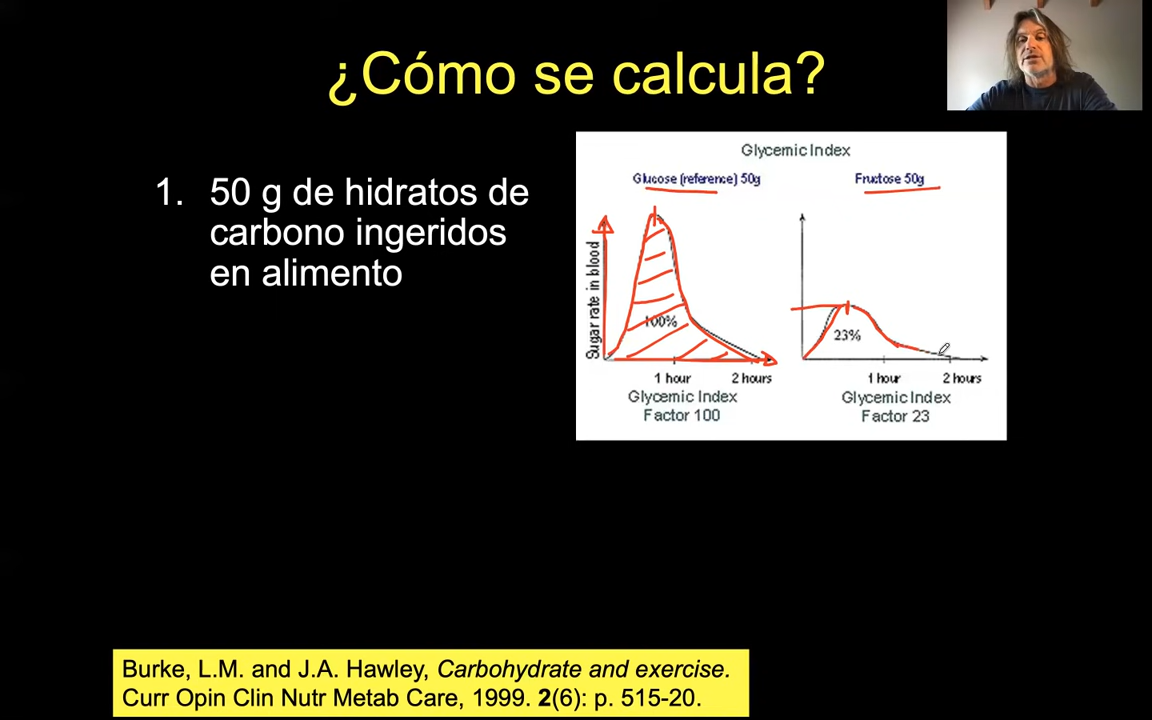 ¿Cómo se calcula?
1. 50 g de hidratos de
carbono ingeridos
en alimento
Glycemic Index
Glucose (reference) 50g
Fructose 50g
Sugar rate in blood
100%
23%
1 hour 2 hours
1 hour 2 hours
Glycemic Index
Factor 100
Glycemic Index
Factor 23
Burke, L.M. and J.A. Hawley, Carbohydrate and exercise.
Curr Opin Clin Nutr Metab Care, 1999. 2(6): p. 515-20.